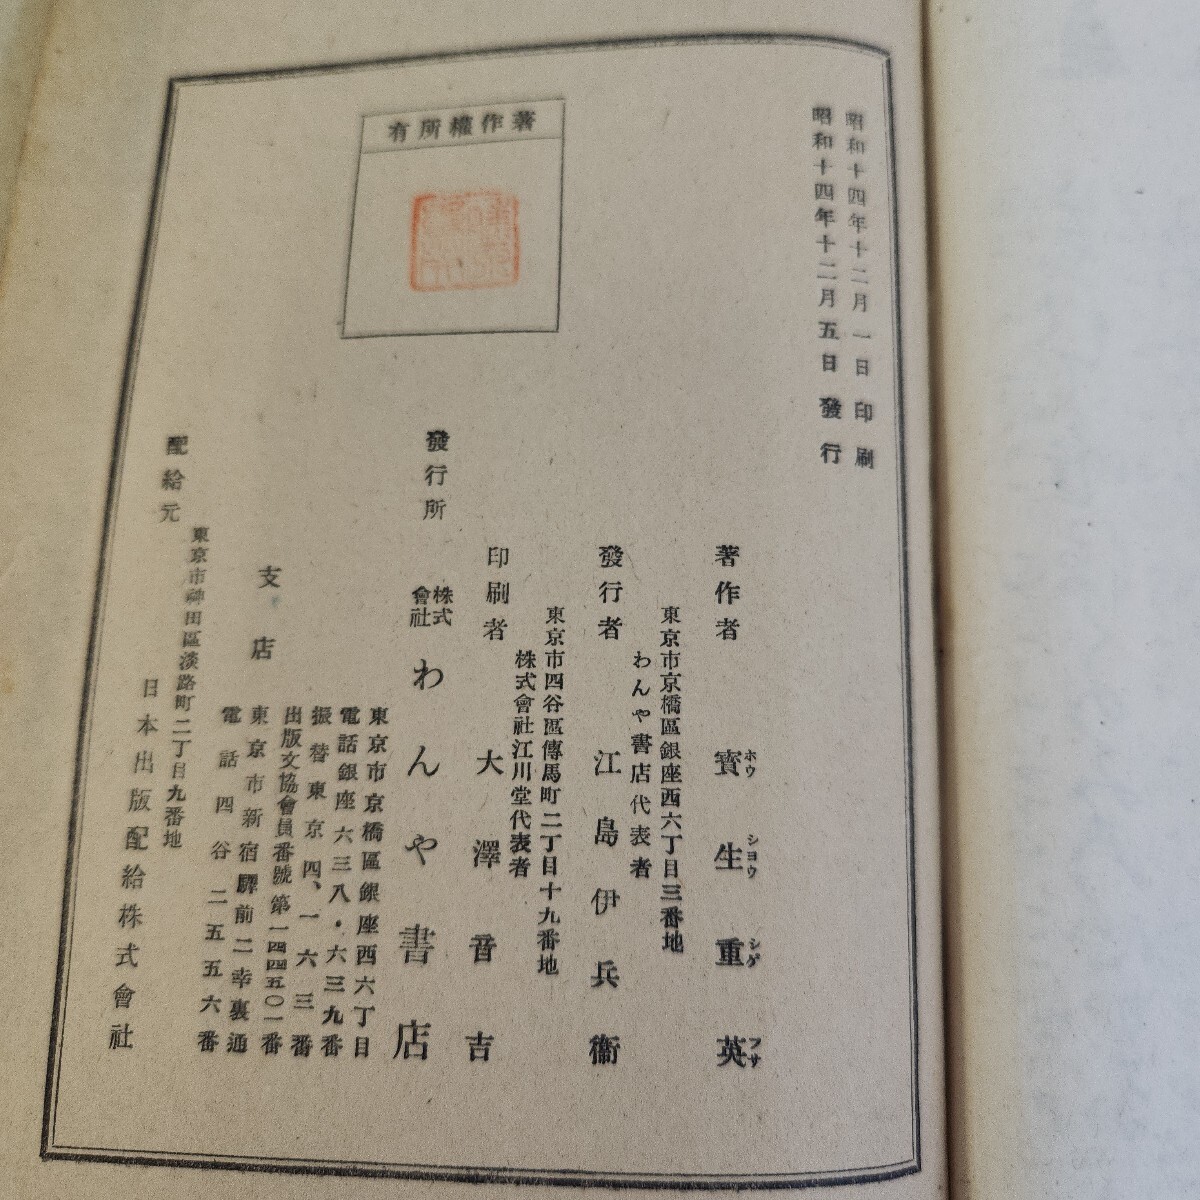 昭和十四年十二月一日印刷
昭和十四年十二月五日發行
著作權所有
著作者 寳生重英
ホウ シヨウ シゲ フサ
東京市京橋區銀座西六丁目三番地
わんや書店代表者
發行者 江島伊兵衞
東京市四谷區傳馬町二丁目十九番地
株式會社江川堂代表者
印刷者 大澤音吉
發行所 株式會社 わんや書店
東京市京橋區銀座西六丁目
電話銀座六三八・六三九番
振替東京四、一六三番
出版文協會員番號第一四四五〇一番
支店
東京市新宿驛前二幸裏通
電話四谷二五五六番
東京市神田區淡路町二丁目九番地
配給元 日本出版配給株式會社